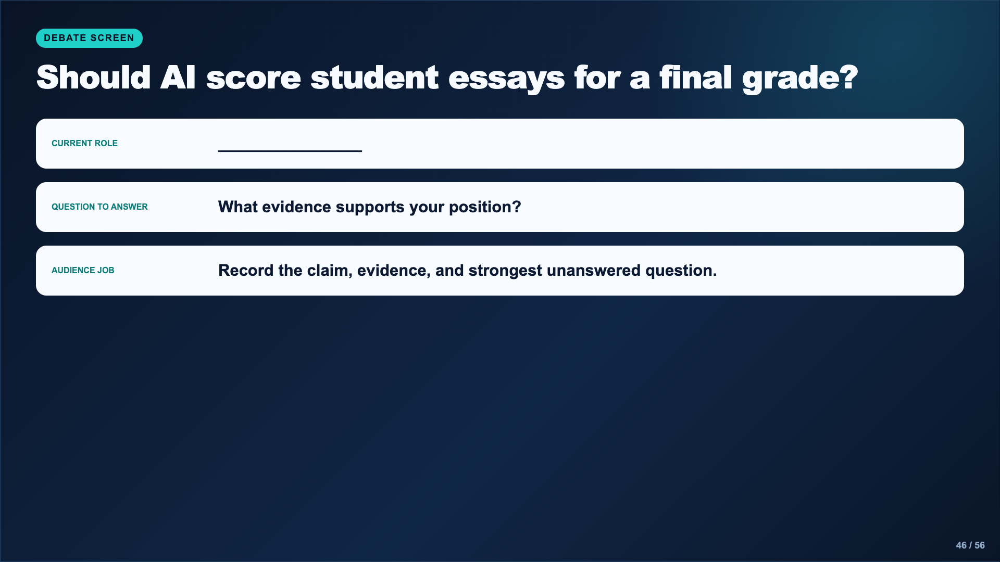 DEBATE SCREEN
Should AI score student essays for a final grade?
CURRENT ROLE
_________________
QUESTION TO ANSWER
What evidence supports your position?
AUDIENCE JOB
Record the claim, evidence, and strongest unanswered question.
46 / 56